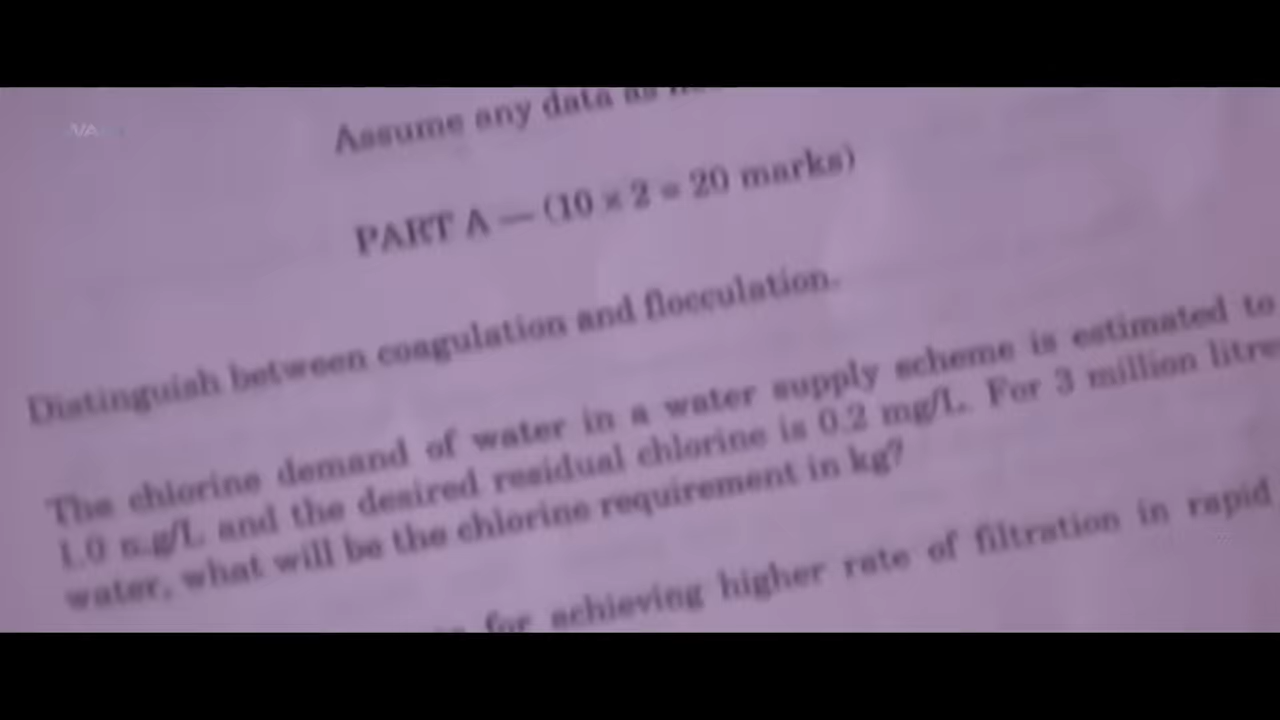 Assume any data as
PART A — (10 × 2 = 20 marks)
Distinguish between coagulation and flocculation.
The chlorine demand of water in a water supply scheme is estimated to
1.0 n.g/L and the desired residual chlorine is 0.2 mg/L. For 3 million litre
water, what will be the chlorine requirement in kg?
for achieving higher rate of filtration in rapid